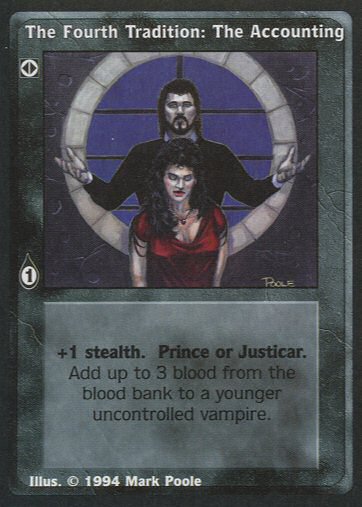 The Fourth Tradition: The Accounting
POOLE
1
+1 stealth. Prince or Justicar.
Add up to 3 blood from the
blood bank to a younger
uncontrolled vampire.
Illus. © 1994 Mark Poole